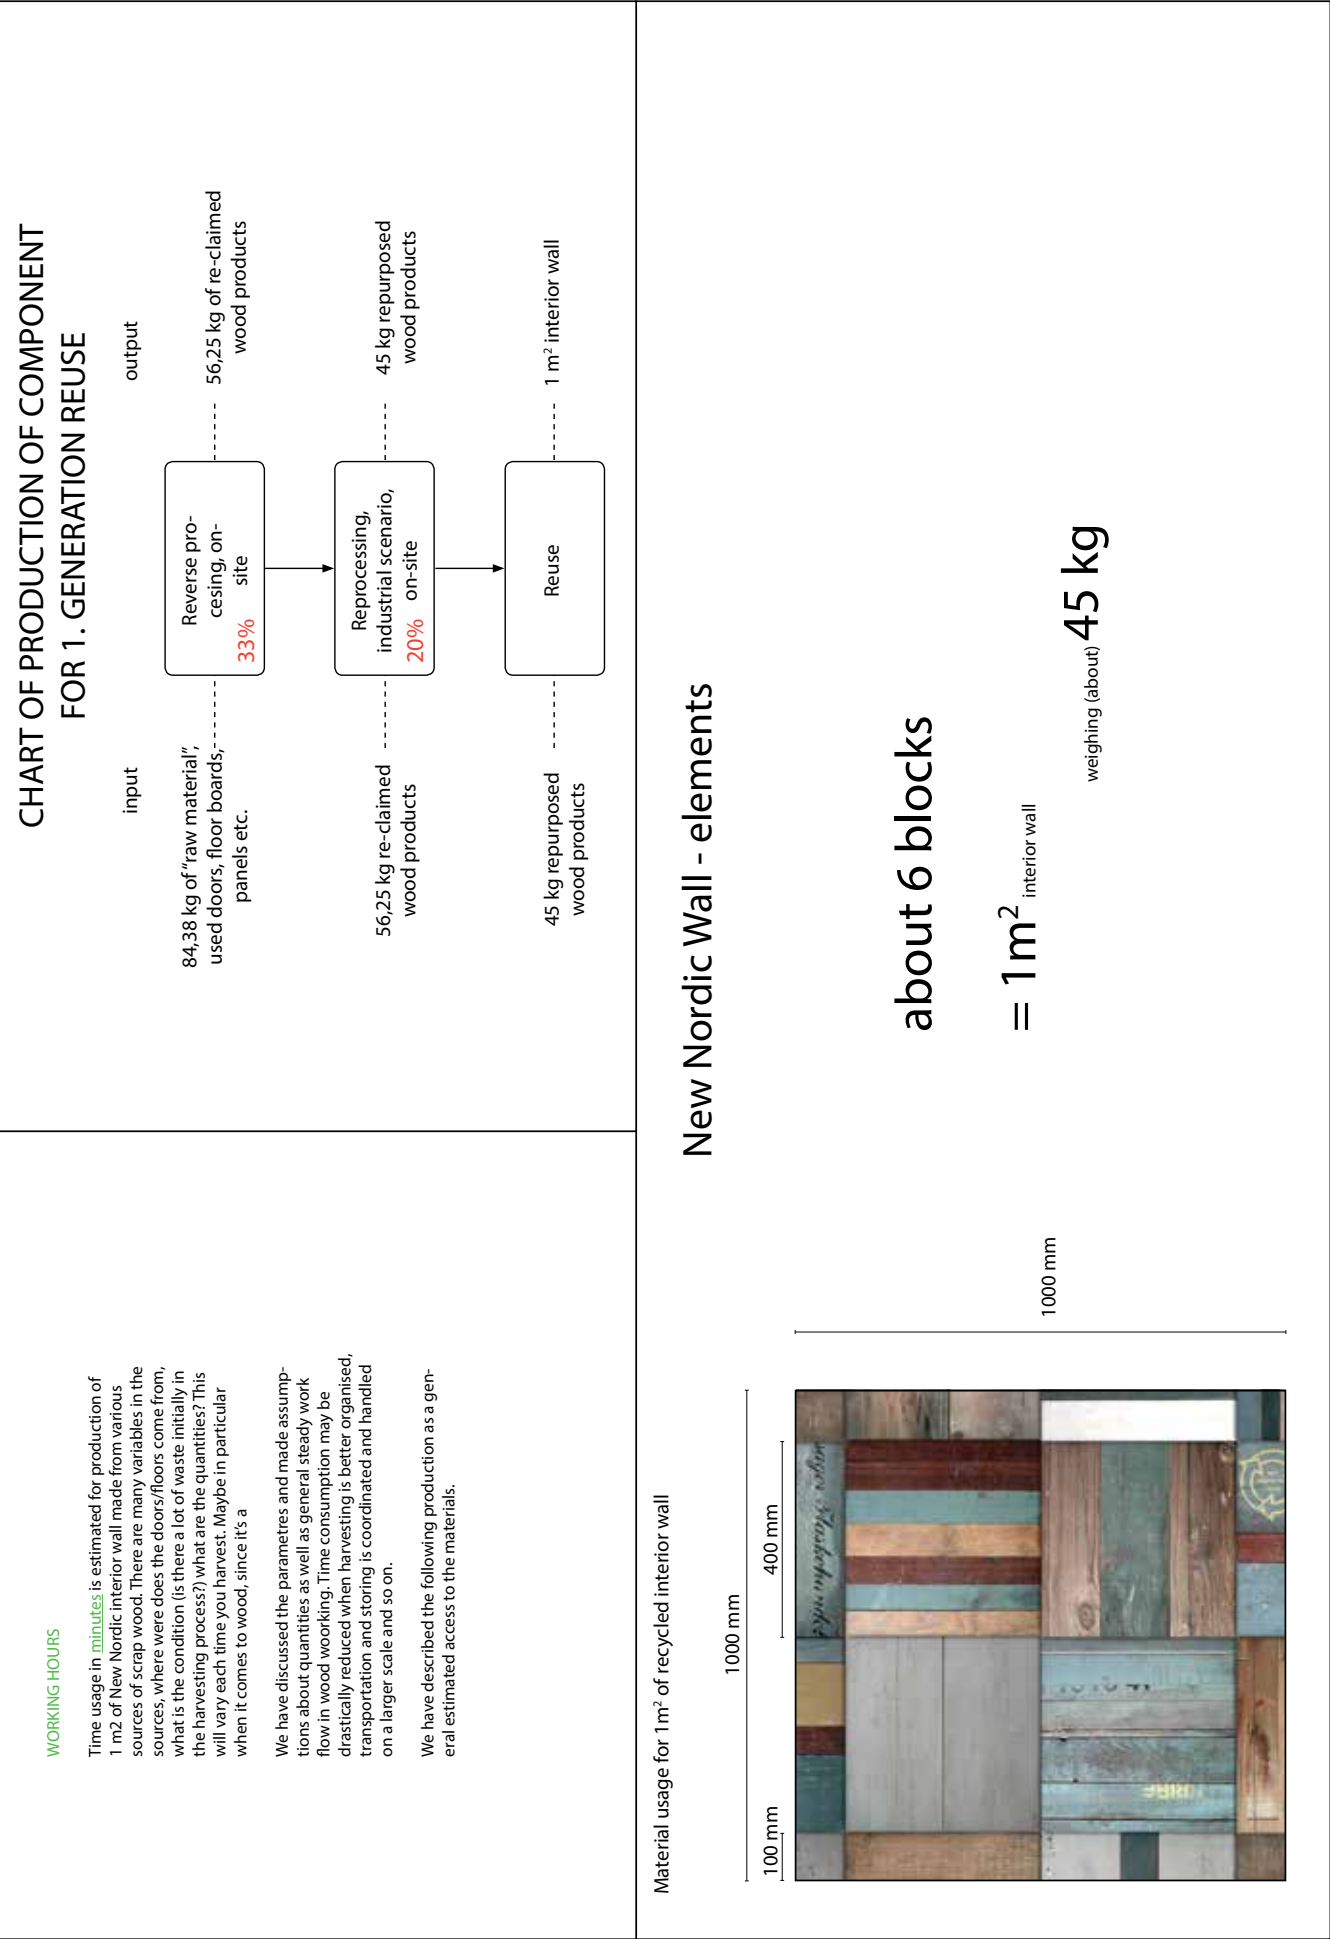 WORKING HOURS
Time usage in minutes is estimated for production of
1 m2 of New Nordic interior wall made from various
sources of scrap wood. There are many variables in the
sources, where were does the doors/floors come from,
what is the condition (is there a lot of waste initially in
the harvesting process?) what are the quantities? This
will vary each time you harvest. Maybe in particular
when it comes to wood, since it's a
We have discussed the parametres and made assump-
tions about quantities as well as general steady work
flow in wood woorking. Time consumption may be
drastically reduced when harvesting is better organised,
transportation and storing is coordinated and handled
on a larger scale and so on.
We have described the following production as a gen-
eral estimated access to the materials.
CHART OF PRODUCTION OF COMPONENT
FOR 1. GENERATION REUSE
input
output
84,38 kg of "raw material",
used doors, floor boards,
panels etc.
Reverse pro-
cesing, on-
site
33%
56,25 kg of re-claimed
wood products
56,25 kg re-claimed
wood products
Reprocessing,
industrial scenario,
on-site
20%
45 kg repurposed
wood products
45 kg repurposed
wood products
Reuse
1 m² interior wall
Material usage for 1m² of recycled interior wall
New Nordic Wall - elements
1000 mm
100 mm
400 mm
1000 mm
about 6 blocks
= 1m² interior wall
weighing (about) 45 kg